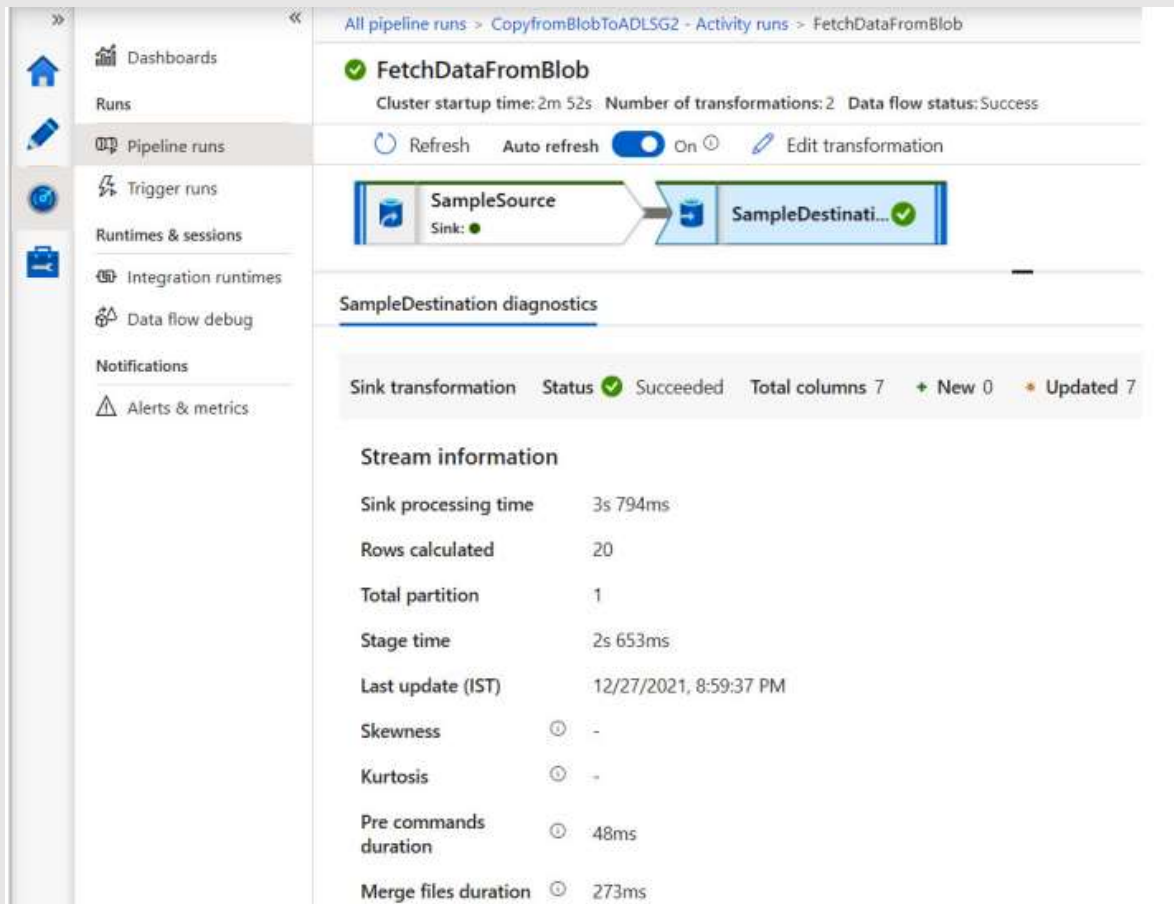 » «
All pipeline runs > CopyfromBlobToADLSG2 - Activity runs > FetchDataFromBlob
Dashboards
FetchDataFromBlob
Cluster startup time: 2m 52s Number of transformations: 2 Data flow status: Success
Runs
Pipeline runs
Refresh Auto refresh On Edit transformation
Trigger runs
SampleSource
Sink:
SampleDestinati...
Runtimes & sessions
Integration runtimes
Data flow debug
SampleDestination diagnostics
Notifications
Alerts & metrics
Sink transformation Status Succeeded Total columns 7 + New 0 * Updated 7
Stream information
Sink processing time 3s 794ms
Rows calculated 20
Total partition 1
Stage time 2s 653ms
Last update (IST) 12/27/2021, 8:59:37 PM
Skewness -
Kurtosis -
Pre commands
duration 48ms
Merge files duration 273ms